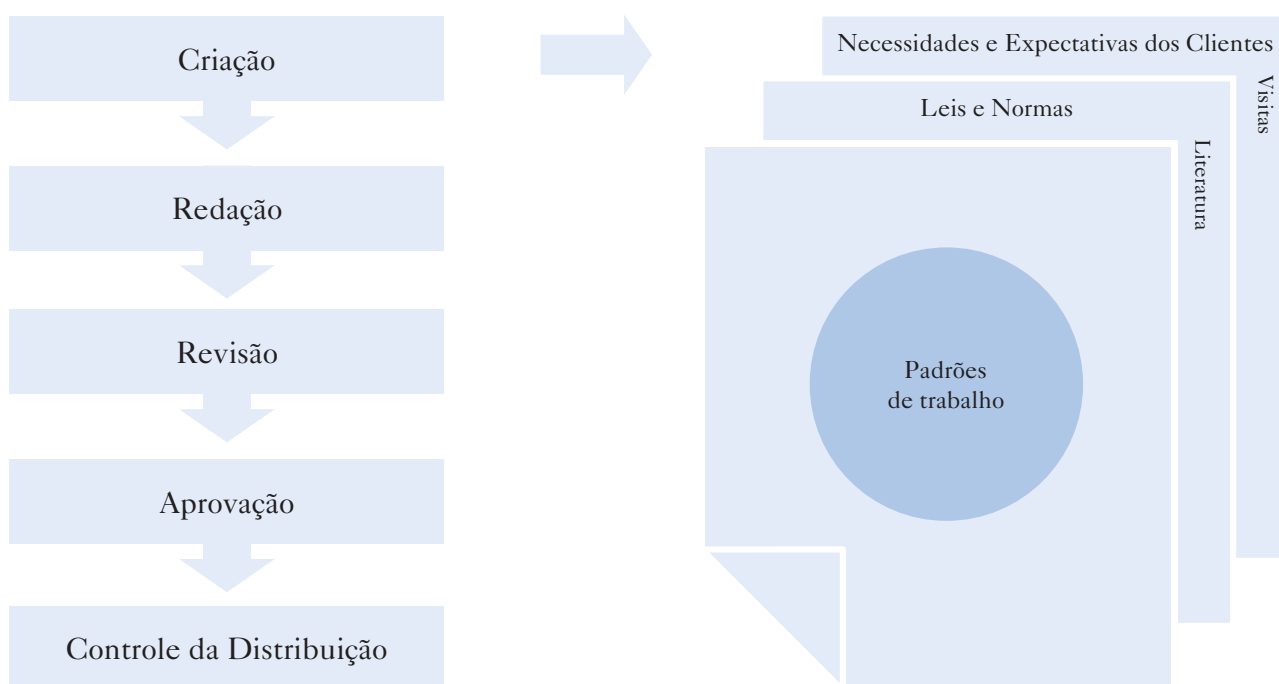 Criação
Redação
Revisão
Aprovação
Controle da Distribuição
Necessidades e Expectativas dos Clientes
Visitas
Leis e Normas
Literatura
Padrões
de trabalho